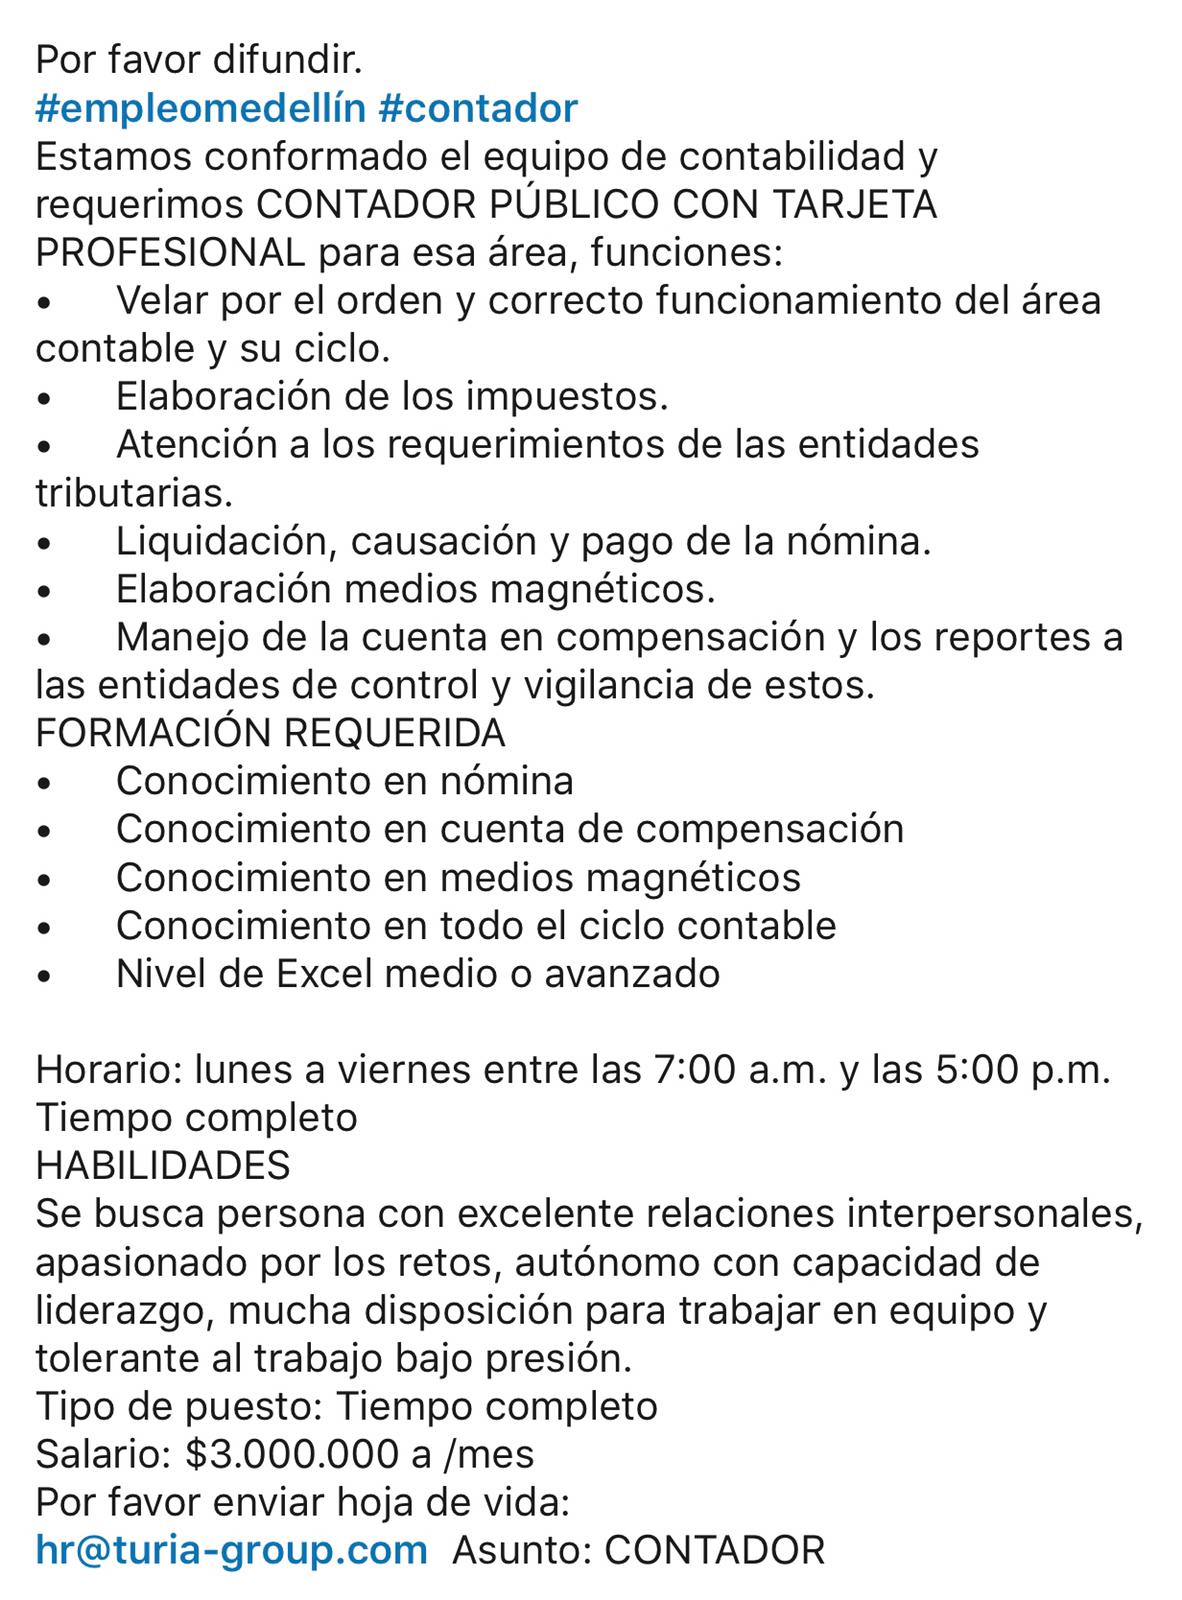 Por favor difundir.
#empleomedellín #contador
Estamos conformado el equipo de contabilidad y
requerimos CONTADOR PÚBLICO CON TARJETA
PROFESIONAL para esa área, funciones:
• Velar por el orden y correcto funcionamiento del área
contable y su ciclo.
• Elaboración de los impuestos.
• Atención a los requerimientos de las entidades
tributarias.
• Liquidación, causación y pago de la nómina.
• Elaboración medios magnéticos.
• Manejo de la cuenta en compensación y los reportes a
las entidades de control y vigilancia de estos.
FORMACIÓN REQUERIDA
• Conocimiento en nómina
• Conocimiento en cuenta de compensación
• Conocimiento en medios magnéticos
• Conocimiento en todo el ciclo contable
• Nivel de Excel medio o avanzado
Horario: lunes a viernes entre las 7:00 a.m. y las 5:00 p.m.
Tiempo completo
HABILIDADES
Se busca persona con excelente relaciones interpersonales,
apasionado por los retos, autónomo con capacidad de
liderazgo, mucha disposición para trabajar en equipo y
tolerante al trabajo bajo presión.
Tipo de puesto: Tiempo completo
Salario: $3.000.000 a /mes
Por favor enviar hoja de vida:
hr@turia-group.com Asunto: CONTADOR